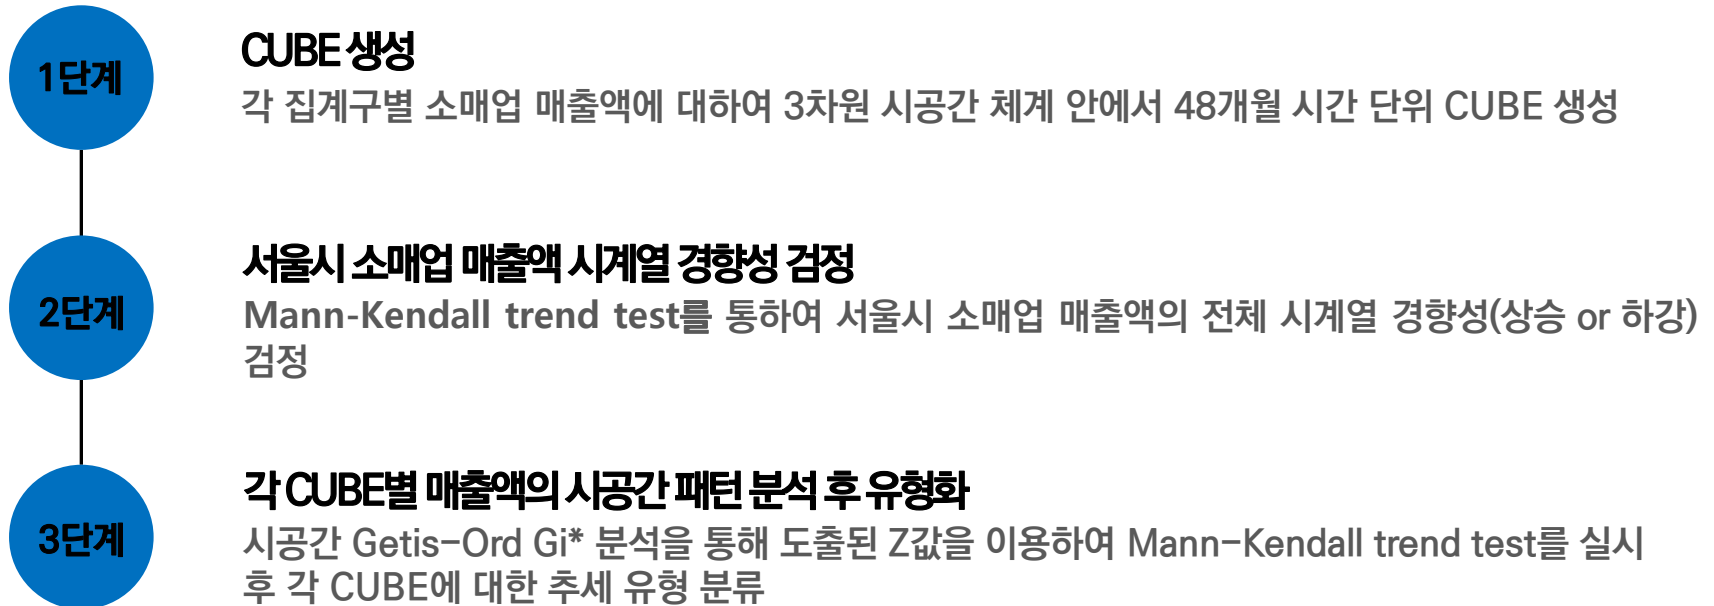 1단계
CUBE 생성
각 집계구별 소매업 매출액에 대하여 3차원 시공간 체계 안에서 48개월 시간 단위 CUBE 생성
2단계
서울시 소매업 매출액 시계열 경향성 검정
Mann-Kendall trend test를 통하여 서울시 소매업 매출액의 전체 시계열 경향성(상승 or 하강)
검정
3단계
각 CUBE별 매출액의 시공간 패턴 분석 후 유형화
시공간 Getis-Ord Gi* 분석을 통해 도출된 Z값을 이용하여 Mann-Kendall trend test를 실시
후 각 CUBE에 대한 추세 유형 분류